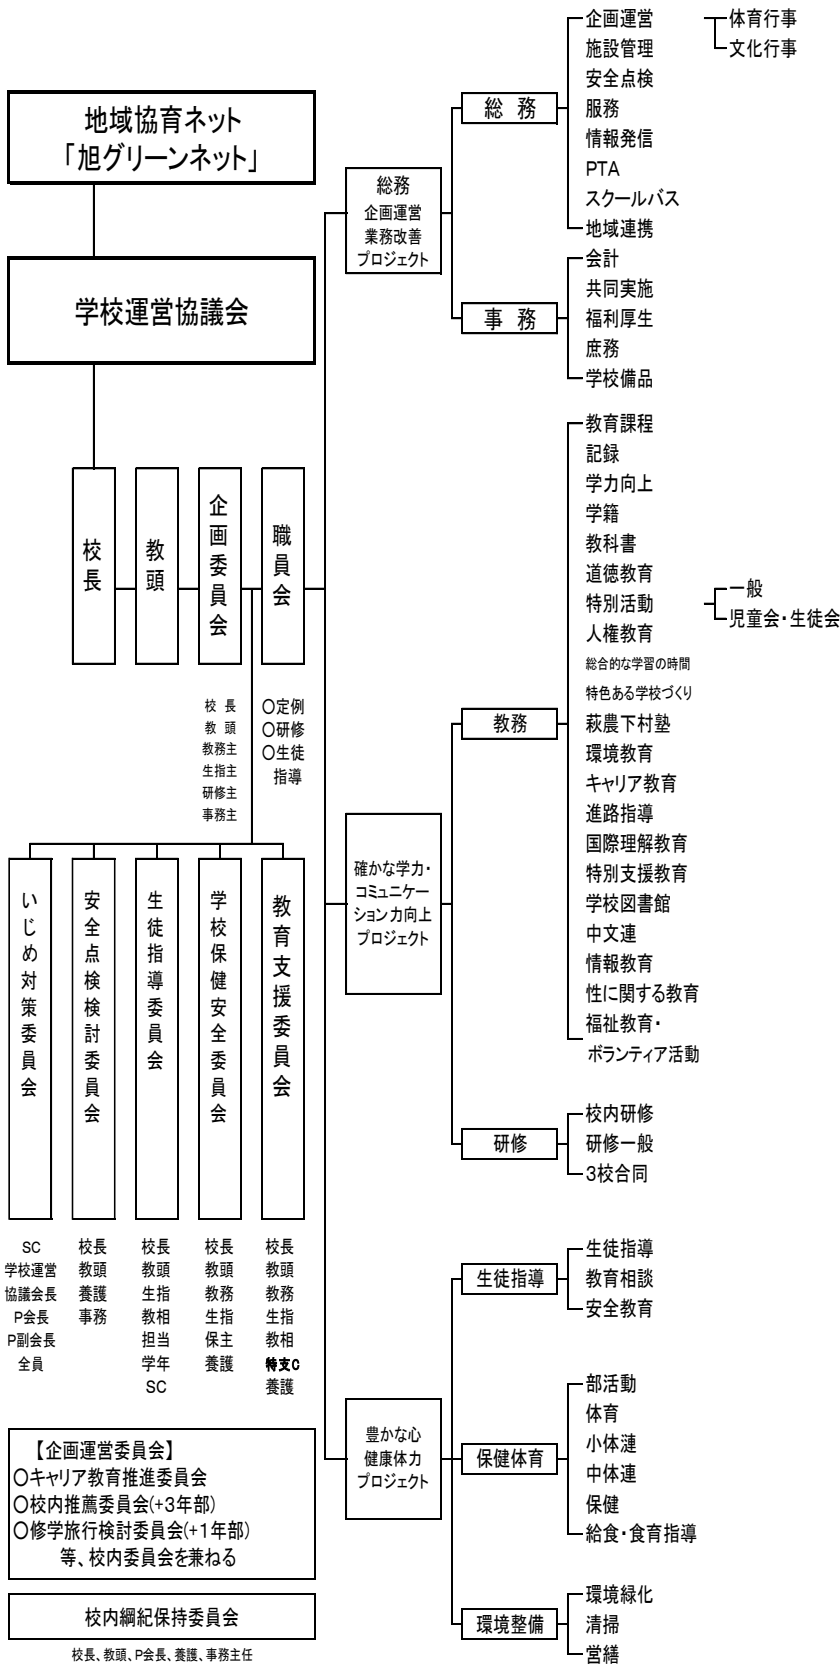 地域協育ネット
「旭グリーンネット」
学校運営協議会
校長
教頭
企画委員会
職員会
校 長
教 頭
教務主
生指主
研修主
事務主
〇定例
〇研修
〇生徒
指導
いじめ対策委員会
安全点検検討委員会
生徒指導委員会
学校保健安全委員会
教育支援委員会
SC
学校運営
協議会長
P会長
P副会長
全員
校長
教頭
養護
事務
校長
教頭
生指
教相
担当
学年
SC
校長
教頭
教務
生指
保主
養護
校長
教頭
教務
生指
教相
特支C
養護
【企画運営委員会】
〇キャリア教育推進委員会
〇校内推薦委員会(+3年部)
〇修学旅行検討委員会(+1年部)
等、校内委員会を兼ねる
校内綱紀保持委員会
校長、教頭、P会長、養護、事務主任
総務
企画運営
業務改善
プロジェクト
総 務
企画運営
体育行事
文化行事
施設管理
安全点検
服務
情報発信
PTA
スクールバス
地域連携
事 務
会計
共同実施
福利厚生
庶務
学校備品
確かな学力・
コミュニケー
ション力向上
プロジェクト
教務
教育課程
記録
学力向上
学籍
教科書
道徳教育
特別活動
一般
児童会・生徒会
人権教育
総合的な学習の時間
特色ある学校づくり
萩農下村塾
環境教育
キャリア教育
進路指導
国際理解教育
特別支援教育
学校図書館
中文連
情報教育
性に関する教育
福祉教育・
ボランティア活動
研修
校内研修
研修一般
3校合同
豊かな心
健康体力
プロジェクト
生徒指導
生徒指導
教育相談
安全教育
保健体育
部活動
体育
小体漣
中体連
保健
給食・食育指導
環境整備
環境緑化
清掃
営繕